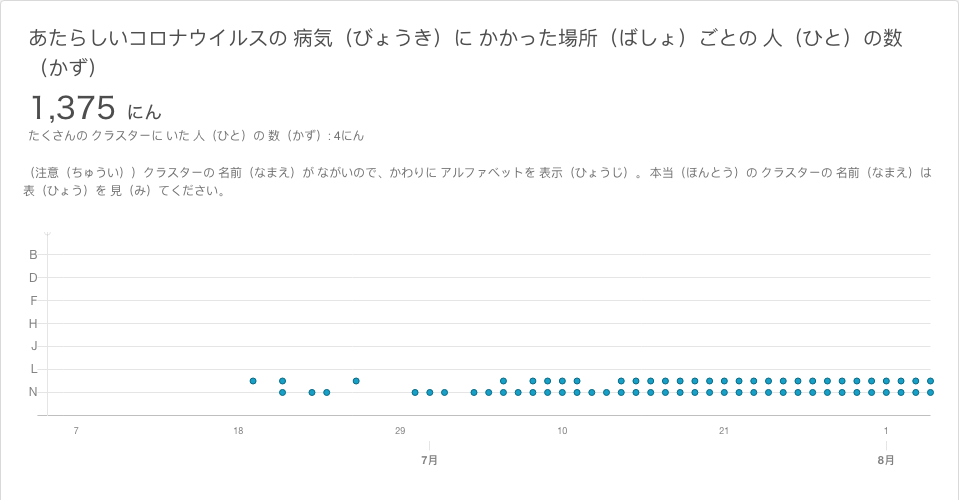 あたらしいコロナウイルスの 病気（びょうき）に かかった場所（ばしょ）ごとの 人（ひと）の数
（かず）
1,375 にん
たくさんの クラスターに いた 人（ひと）の 数（かず）: 4にん
（注意（ちゅうい））クラスターの 名前（なまえ）が ながいので、かわりに アルファベットを 表示（ひょうじ）。 本当（ほんとう）の クラスターの 名前（なまえ）は
表（ひょう）を 見（み）てください。
B
D
F
H
J
L
N
7 18 29 10 21 1
7月 8月